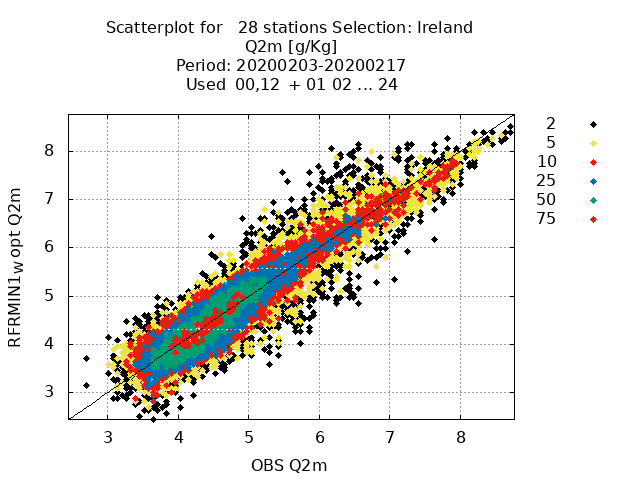 Scatterplot for   28 stations Selection: Ireland
Q2m [g/Kg]
Period: 20200203-20200217
Used  00,12  + 01 02 ... 24
2
5
10
25
50
75
RFRMIN1w opt Q2m
8
7
6
5
4
3
3 4 5 6 7 8
OBS Q2m